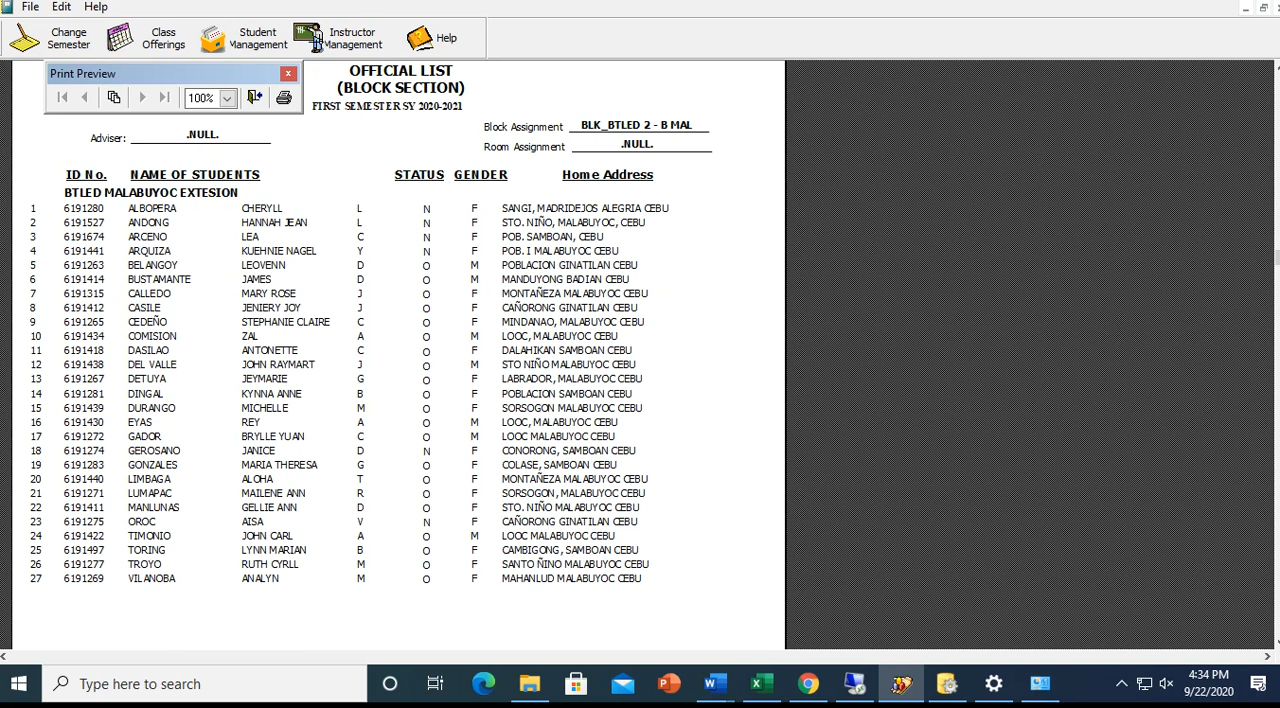 File Edit Help
Change Semester
Class Offerings
Student Management
Instructor Management
Help
Print Preview
100%
OFFICIAL LIST
(BLOCK SECTION)
FIRST SEMESTER SY 2020-2021
Adviser: .NULL.
Block Assignment BLK_BTLED 2 - B MAL
Room Assignment .NULL.
ID No. NAME OF STUDENTS STATUS GENDER Home Address
BTLED MALABUYOC EXTESION
1 6191280 ALBOPERA CHERYLL L N F SANGI, MADRIDEJOS ALEGRIA CEBU
2 6191527 ANDONG HANNAH JEAN L N F STO. NIÑO, MALABUYOC, CEBU
3 6191674 ARCENO LEA C N F POB. SAMBOAN, CEBU
4 6191441 ARQUIZA KUEHNIE NAGEL Y N F POB. I MALABUYOC CEBU
5 6191263 BELANGOY LEOVENN D O M POBLACION GINATILAN CEBU
6 6191414 BUSTAMANTE JAMES D O M MANDUYONG BADIAN CEBU
7 6191315 CALLEDO MARY ROSE J O F MONTAÑEZA MALABUYOC CEBU
8 6191412 CASILE JENIERY JOY J O F CAÑORONG GINATILAN CEBU
9 6191265 CEDEÑO STEPHANIE CLAIRE C O F MINDANAO, MALABUYOC CEBU
10 6191434 COMISION ZAL A O M LOOC, MALABUYOC CEBU
11 6191418 DASILAO ANTONETTE C O F DALAHIKAN SAMBOAN CEBU
12 6191438 DEL VALLE JOHN RAYMART J O M STO NIÑO MALABUYOC CEBU
13 6191267 DETUYA JEYMARIE G O F LABRADOR, MALABUYOC CEBU
14 6191281 DINGAL KYNNA ANNE B O F POBLACION SAMBOAN CEBU
15 6191439 DURANGO MICHELLE M O F SORSOGON MALABUYOC CEBU
16 6191430 EYAS REY A O M LOOC, MALABUYOC CEBU
17 6191272 GADOR BRYLLE YUAN C O M LOOC MALABUYOC CEBU
18 6191274 GEROSANO JANICE D N F CONORONG, SAMBOAN CEBU
19 6191283 GONZALES MARIA THERESA G O F COLASE, SAMBOAN CEBU
20 6191440 LIMBAGA ALOHA T O F MONTAÑEZA MALABUYOC CEBU
21 6191271 LUMAPAC MAILENE ANN R O F SORSOGON, MALABUYOC CEBU
22 6191411 MANLUNAS GELLIE ANN D O F STO. NIÑO MALABUYOC CEBU
23 6191275 OROC AISA V N F CAÑORONG GINATILAN CEBU
24 6191422 TIMONIO JOHN CARL A O M LOOC MALABUYOC CEBU
25 6191497 TORING LYNN MARIAN B O F CAMBIGONG, SAMBOAN CEBU
26 6191277 TROYO RUTH CYRLL M O F SANTO ÑINO MALABUYOC CEBU
27 6191269 VILANOBA ANALYN M O F MAHANLUD MALABUYOC CEBU
Type here to search
4:34 PM
9/22/2020